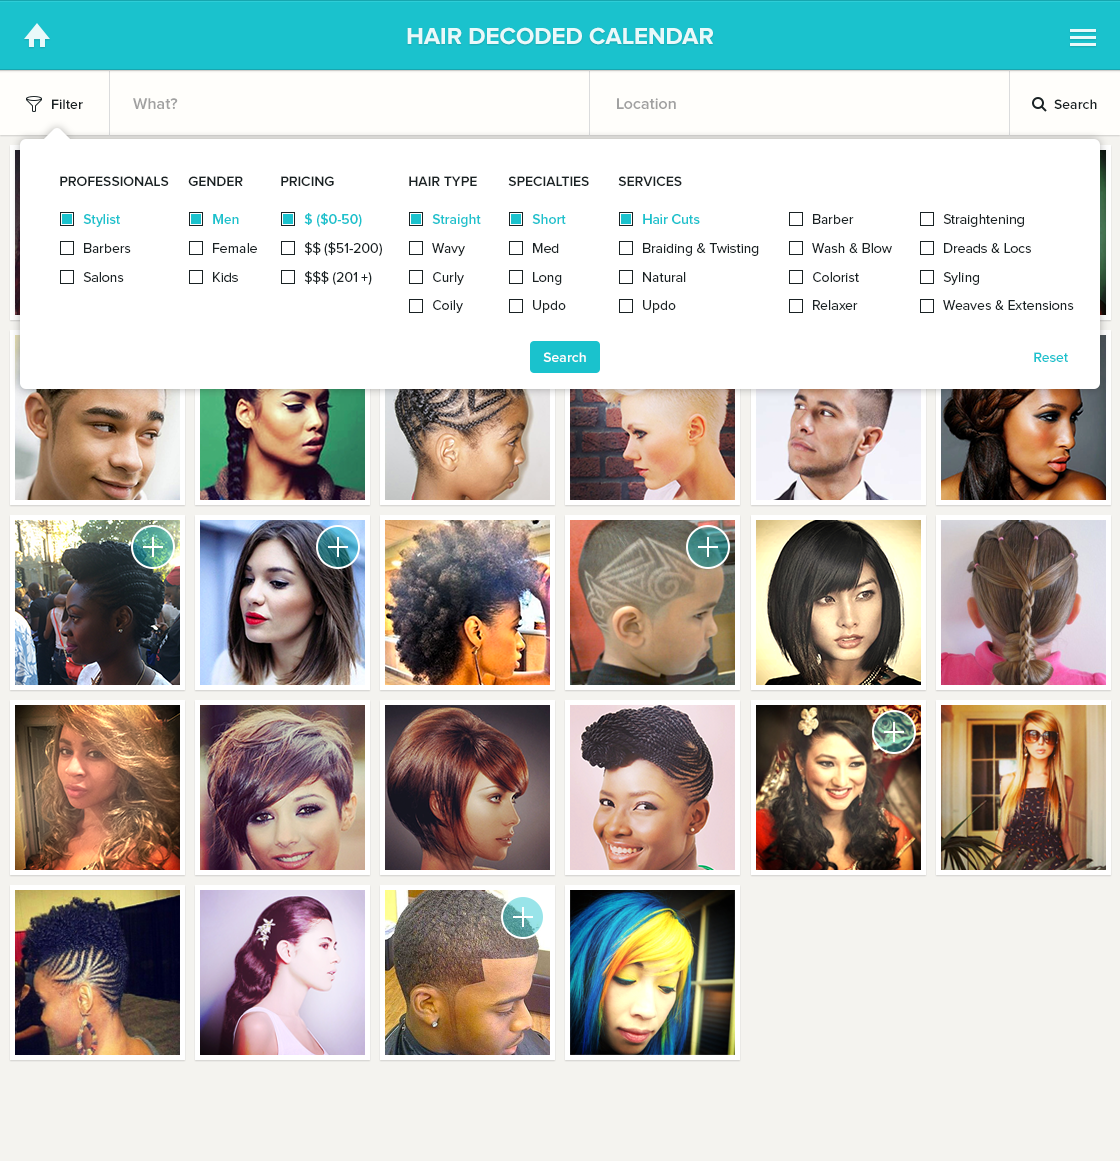 HAIR DECODED CALENDAR
Filter
What?
Location
Search
PROFESSIONALS
Stylist
Barbers
Salons
GENDER
Men
Female
Kids
PRICING
$ ($0-50)
$$ ($51-200)
$$$ (201 +)
HAIR TYPE
Straight
Wavy
Curly
Coily
SPECIALTIES
Short
Med
Long
Updo
SERVICES
Hair Cuts
Braiding & Twisting
Natural
Updo
Barber
Wash & Blow
Colorist
Relaxer
Straightening
Dreads & Locs
Syling
Weaves & Extensions
Search
Reset